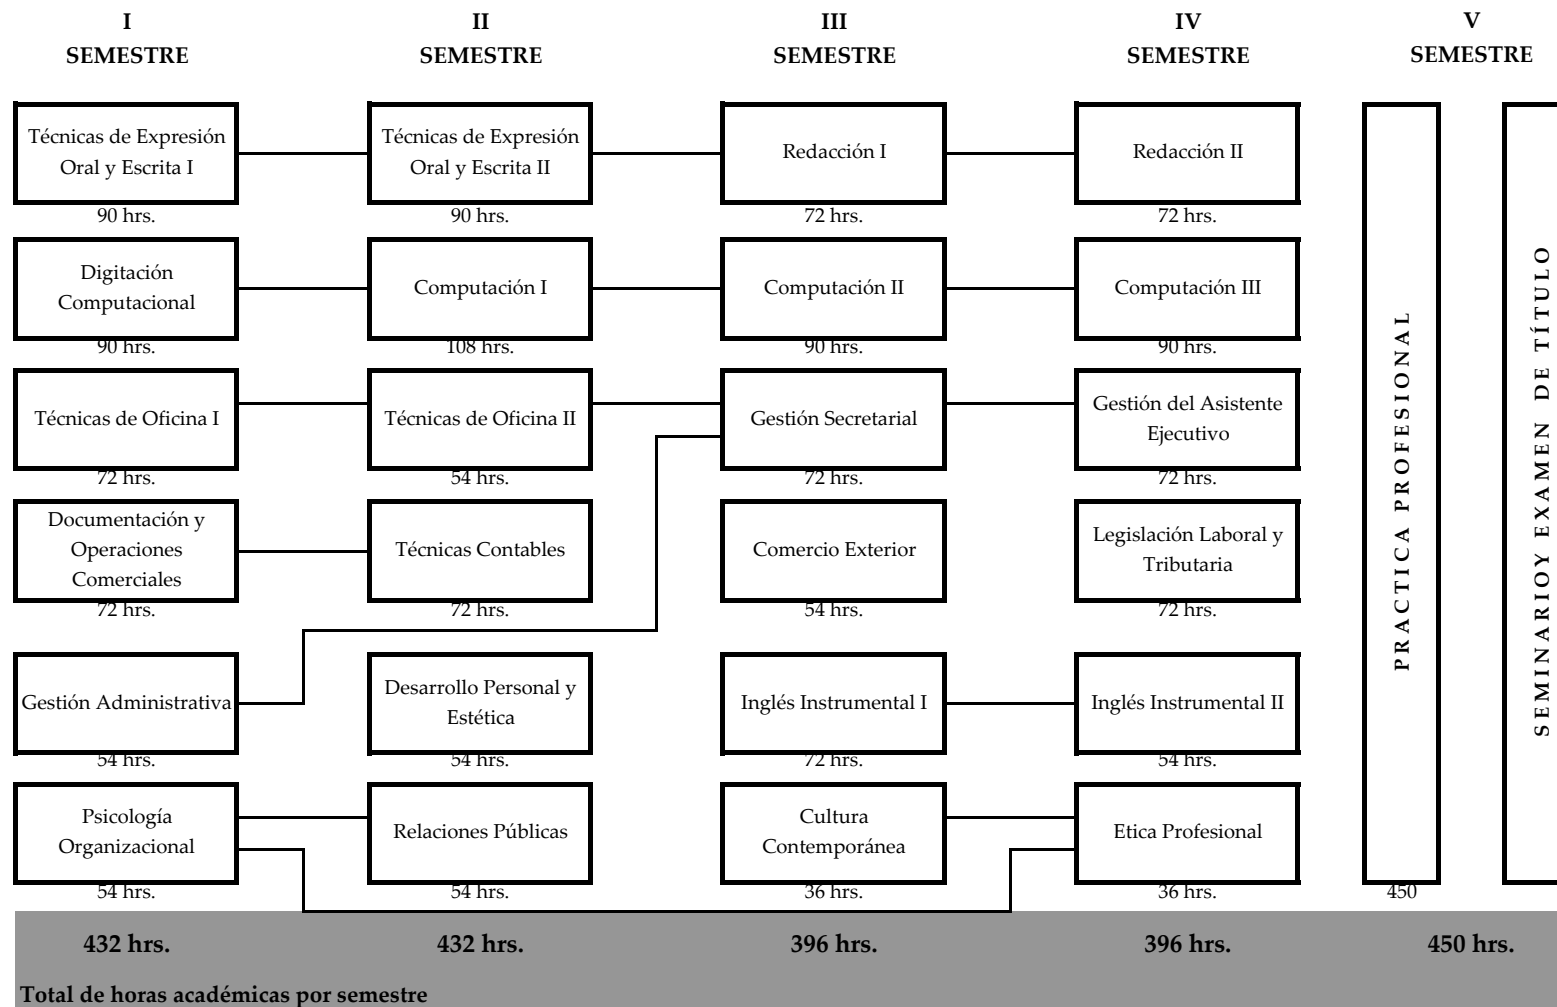 I
SEMESTRE
II
SEMESTRE
III
SEMESTRE
IV
SEMESTRE
V
SEMESTRE
Técnicas de Expresión
Oral y Escrita I
90 hrs.
Técnicas de Expresión
Oral y Escrita II
90 hrs.
Redacción I
72 hrs.
Redacción II
72 hrs.
Digitación
Computacional
90 hrs.
Computación I
108 hrs.
Computación II
90 hrs.
Computación III
90 hrs.
Técnicas de Oficina I
72 hrs.
Técnicas de Oficina II
54 hrs.
Gestión Secretarial
72 hrs.
Gestión del Asistente
Ejecutivo
72 hrs.
Documentación y
Operaciones
Comerciales
72 hrs.
Técnicas Contables
72 hrs.
Comercio Exterior
54 hrs.
Legislación Laboral y
Tributaria
72 hrs.
Gestión Administrativa
54 hrs.
Desarrollo Personal y
Estética
54 hrs.
Inglés Instrumental I
72 hrs.
Inglés Instrumental II
54 hrs.
Psicología
Organizacional
54 hrs.
Relaciones Públicas
54 hrs.
Cultura
Contemporánea
36 hrs.
Etica Profesional
36 hrs.
PRACTICA PROFESIONAL
450
SEMINARIOY EXAMEN DE TÍTULO
432 hrs.
432 hrs.
396 hrs.
396 hrs.
450 hrs.
Total de horas académicas por semestre